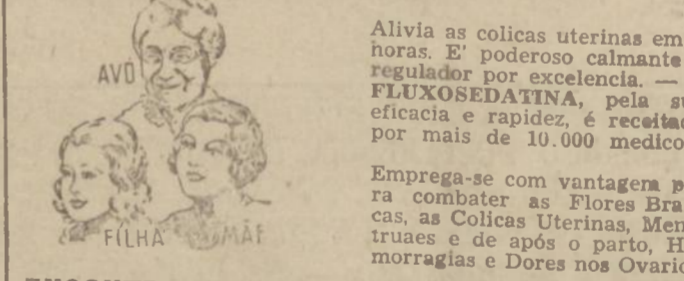 AVÓ
FILHA
MÃE
Alivia as colicas uterinas em
horas. E' poderoso calmante
regulador por excelencia. —
FLUXOSEDATINA, pela su
eficacia e rapidez, é receitad
por mais de 10.000 medico
Emprega-se com vantagem p
ra combater as Flores Bra
cas, as Colicas Uterinas, Men
truaes e de após o parto, H
morragias e Dores nos Ovario